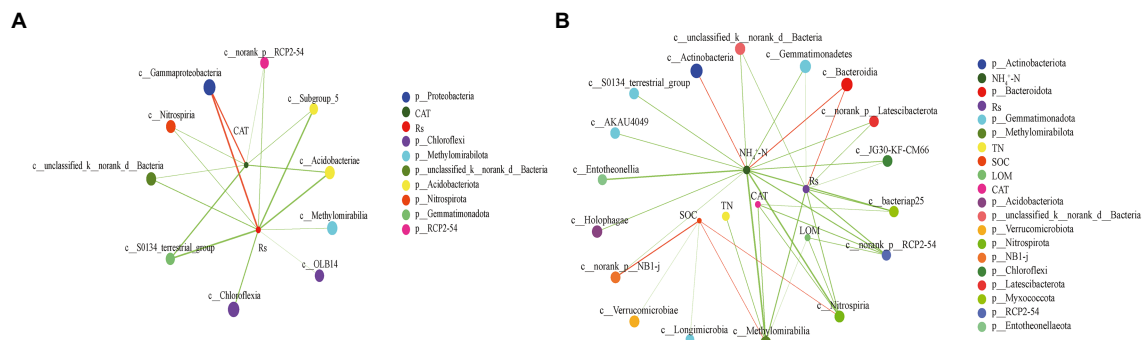 A
c__norank_p__RCP2-54
c__Gammaproteobacteria
c__Subgroup_5
c__Nitrospiria
CAT
c__unclassified_k__norank_d__Bacteria
c__Acidobacteriae
c__Methylomirabilia
c__S0134_terrestrial_group
Rs
c__OLB14
c__Chloroflexia
p__Proteobacteria
CAT
Rs
p__Chloroflexi
p__Methylomirabilota
p__unclassified_k__norank_d__Bacteria
p__Acidobacteriota
p__Nitrospirota
p__Gemmatimonadota
p__RCP2-54
B
c__unclassified_k__norank_d__Bacteria
c__Actinobacteria
c__Gemmatimonadetes
c__Bacteroidia
c__S0134_terrestrial_group
c__norank_p__Latescibacterota
c__AKAU4049
NH₄⁺-N
c__JG30-KF-CM66
c__Entotheonellia
Rs
CAT
c__bacteriap25
TN
SOC
c__Holophagae
LOM
c__norank_p__RCP2-54
c__norank_p__NB1-j
c__Nitrospiria
c__Verrucomicrobiae
c__Longimicrobia
c__Methylomirabilia
p__Actinobacteriota
NH₄⁺-N
p__Bacteroidota
Rs
p__Gemmatimonadota
p__Methylomirabilota
TN
SOC
LOM
CAT
p__Acidobacteriota
p__unclassified_k__norank_d__Bacteria
p__Verrucomicrobiota
p__Nitrospirota
p__NB1-j
p__Chloroflexi
p__Latescibacterota
p__Myxococcota
p__RCP2-54
p__Entotheonellaeota